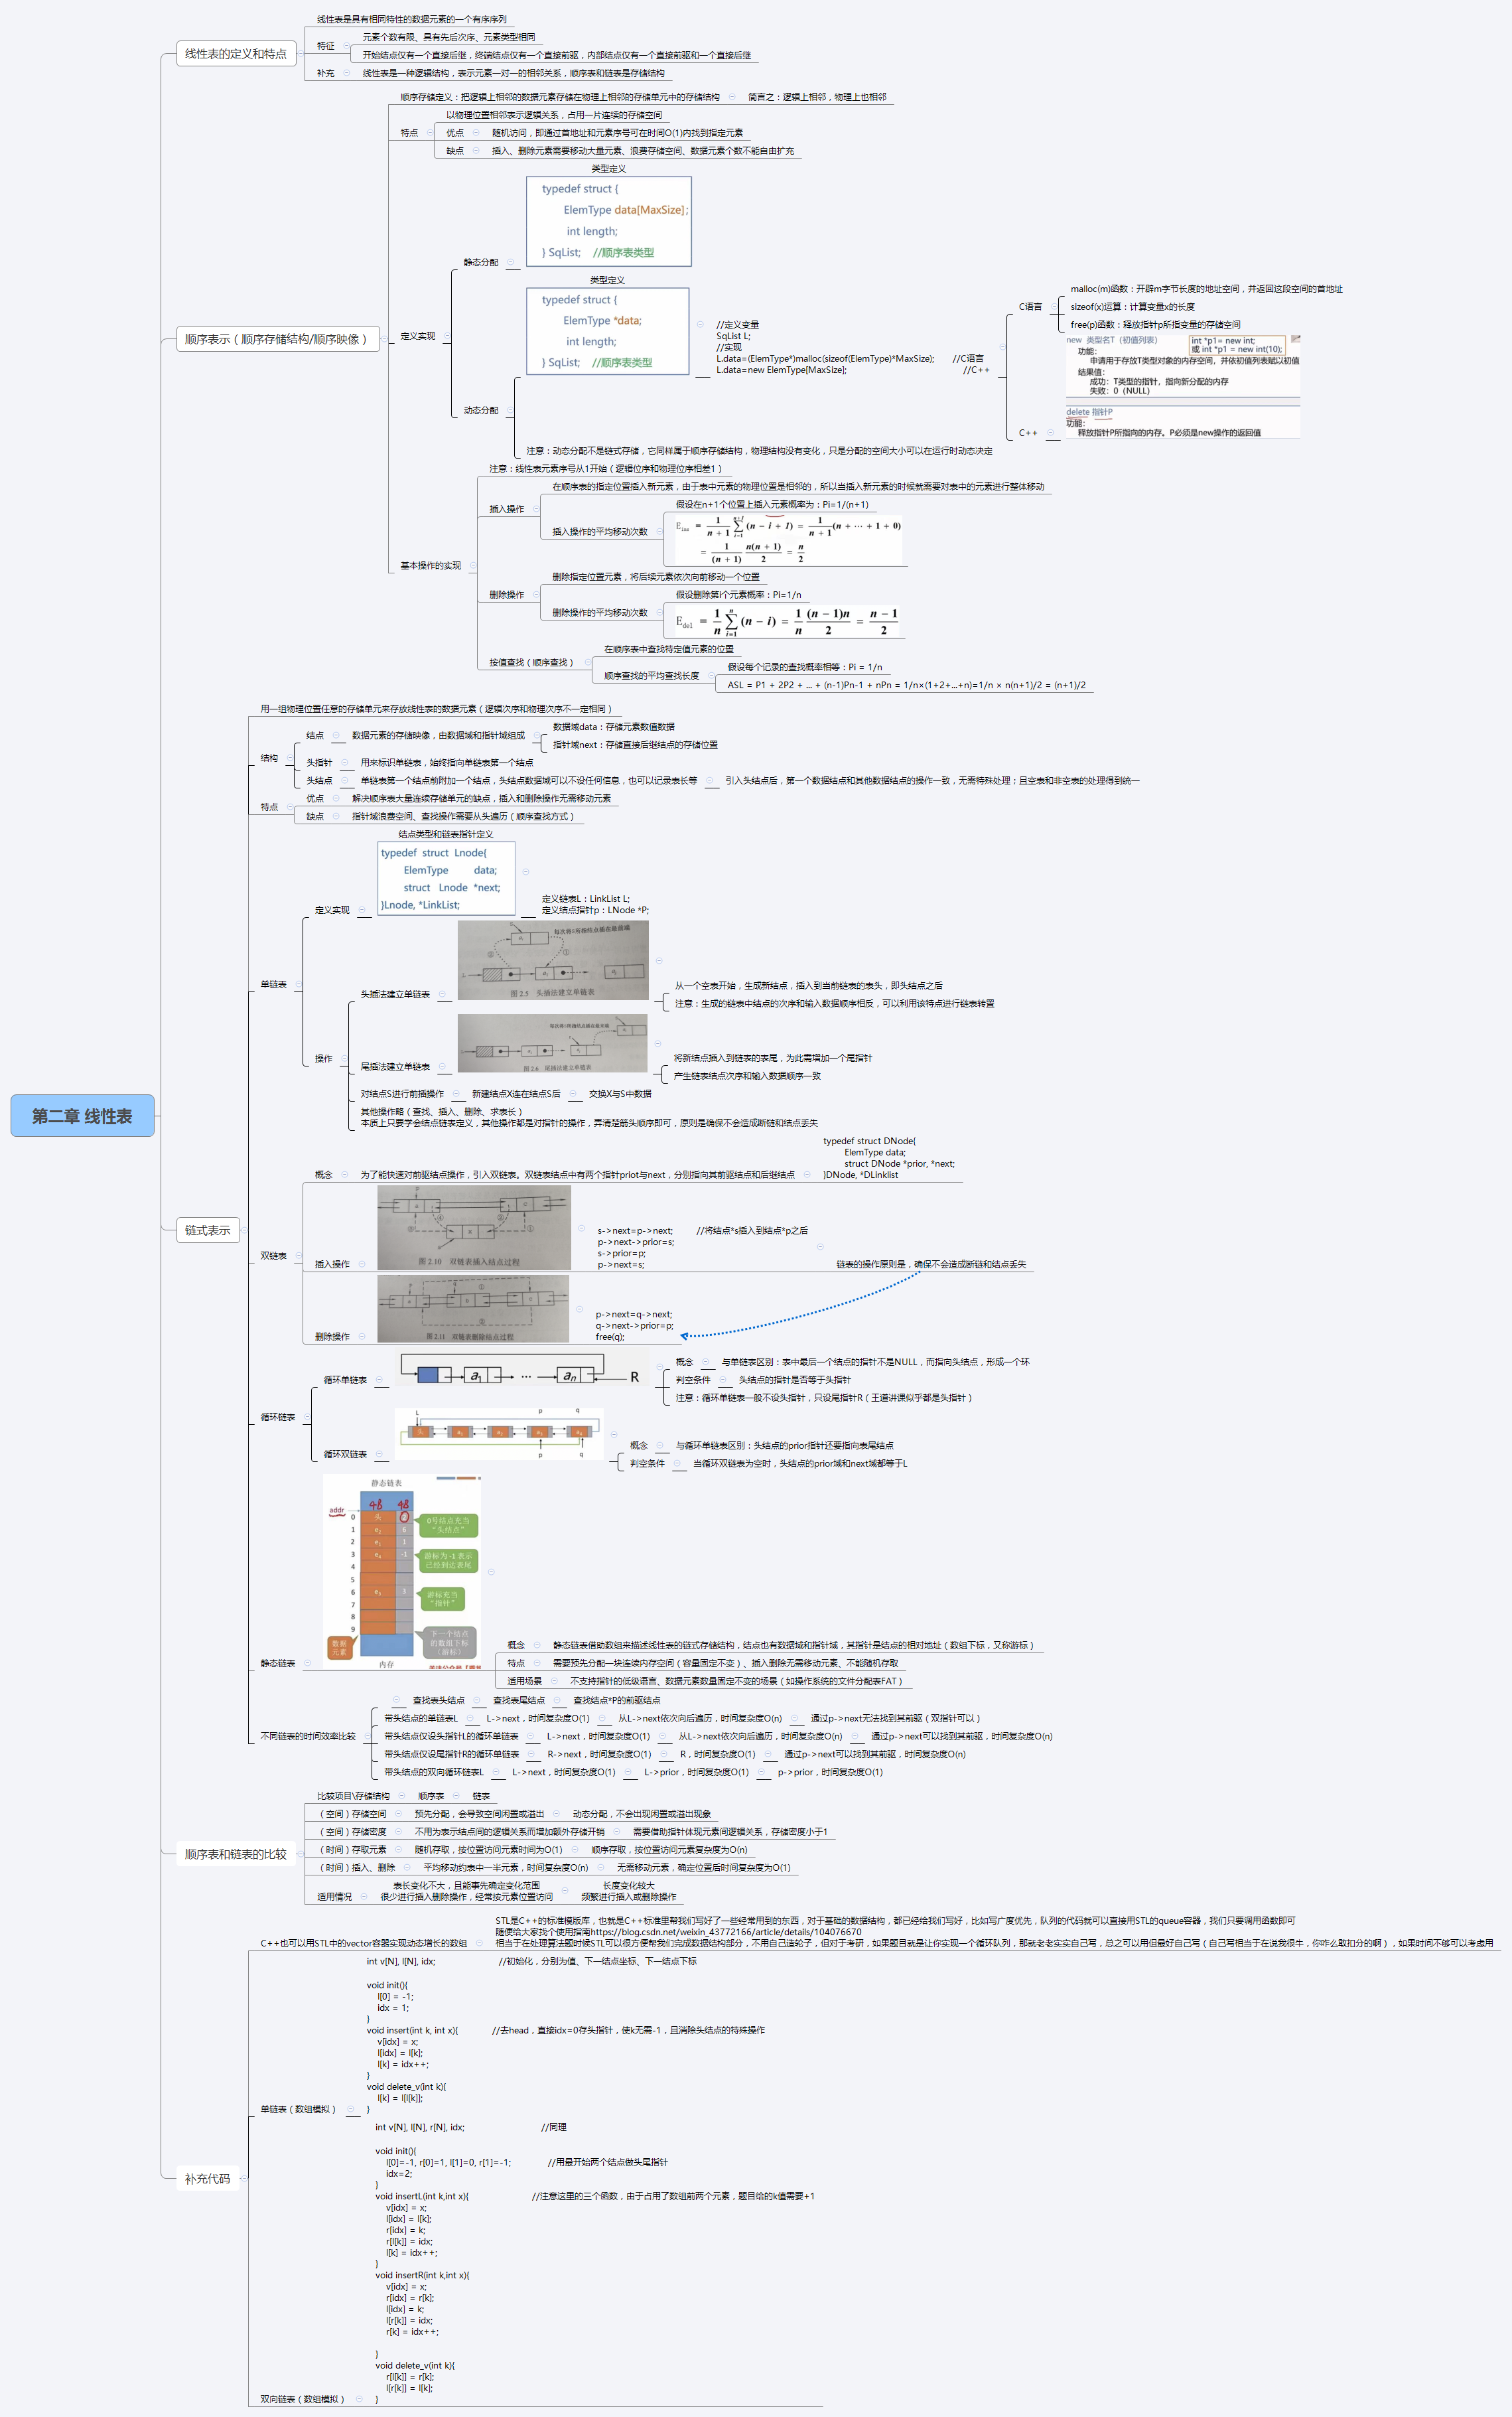 第二章 线性表
线性表的定义和特点
线性表是具有相同特性的数据元素的一个有序序列
特征
元素个数有限、具有先后次序、元素类型相同
开始结点仅有一个直接后继，终端结点仅有一个直接前驱，内部结点仅有一个直接前驱和一个直接后继
补充
线性表是一种逻辑结构，表示元素一对一的相邻关系，顺序表和链表是存储结构
顺序表示（顺序存储结构/顺序映像）
顺序存储定义：把逻辑上相邻的数据元素存储在物理上相邻的存储单元中的存储结构
简言之：逻辑上相邻，物理上也相邻
特点
以物理位置相邻表示逻辑关系，占用一片连续的存储空间
优点
随机访问，即通过首地址和元素序号可在时间O(1)内找到指定元素
缺点
插入、删除元素需要移动大量元素、浪费存储空间、数据元素个数不能自由扩充
定义实现
静态分配
类型定义
typedef struct {
ElemType data[MaxSize];
int length;
} SqList; //顺序表类型
动态分配
类型定义
typedef struct {
ElemType *data;
int length;
} SqList; //顺序表类型
//定义变量
SqList L;
//实现
L.data=(ElemType*)malloc(sizeof(ElemType)*MaxSize); //C语言
L.data=new ElemType[MaxSize]; //C++
C语言
malloc(m)函数：开辟m字节长度的地址空间，并返回这段空间的首地址
sizeof(x)运算：计算变量x的长度
free(p)函数：释放指针p所指变量的存储空间
C++
new 类型名T（初值列表）
int *p1= new int;
或 int *p1 = new int(10);
功能：
申请用于存放T类型对象的内存空间，并依初值列表赋以初值
结果值：
成功：T类型的指针，指向新分配的内存
失败：0（NULL）
delete 指针P
功能：
释放指针P所指向的内存。P必须是new操作的返回值
注意：动态分配不是链式存储，它同样属于顺序存储结构，物理结构没有变化，只是分配的空间大小可以在运行时动态决定
基本操作的实现
注意：线性表元素序号从1开始（逻辑位序和物理位序相差1）
插入操作
在顺序表的指定位置插入新元素，由于表中元素的物理位置是相邻的，所以当插入新元素的时候就需要对表中的元素进行整体移动
插入操作的平均移动次数
假设在n+1个位置上插入元素概率为：Pi=1/(n+1)
E_ins = 1/(n+1) ∑_{i=1}^{n+1} (n − i + 1) = 1/(n+1) (n + ⋯ + 1 + 0)
= 1/(n+1) n(n+1)/2 = n/2
删除操作
删除指定位置元素，将后续元素依次向前移动一个位置
删除操作的平均移动次数
假设删除第i个元素概率：Pi=1/n
E_del = 1/n ∑_{i=1}^{n} (n − i) = 1/n (n−1)n/2 = (n−1)/2
按值查找（顺序查找）
在顺序表中查找特定值元素的位置
顺序查找的平均查找长度
假设每个记录的查找概率相等：Pi = 1/n
ASL = P1 + 2P2 + ... + (n-1)Pn-1 + nPn = 1/n×(1+2+...+n)=1/n × n(n+1)/2 = (n+1)/2
链式表示
用一组物理位置任意的存储单元来存放线性表的数据元素（逻辑次序和物理次序不一定相同）
结构
结点
数据元素的存储映像，由数据域和指针域组成
数据域data：存储元素数值数据
指针域next：存储直接后继结点的存储位置
头指针
用来标识单链表，始终指向单链表第一个结点
头结点
单链表第一个结点前附加一个结点，头结点数据域可以不设任何信息，也可以记录表长等
引入头结点后，第一个数据结点和其他数据结点的操作一致，无需特殊处理；且空表和非空表的处理得到统一
特点
优点
解决顺序表大量连续存储单元的缺点，插入和删除操作无需移动元素
缺点
指针域浪费空间、查找操作需要从头遍历（顺序查找方式）
单链表
定义实现
结点类型和链表指针定义
typedef struct Lnode{
ElemType data;
struct Lnode *next;
}Lnode, *LinkList;
定义链表L：LinkList L;
定义结点指针p：LNode *P;
操作
头插法建立单链表
每次将s所指结点插在最前端
图 2.5 头插法建立单链表
从一个空表开始，生成新结点，插入到当前链表的表头，即头结点之后
注意：生成的链表中结点的次序和输入数据顺序相反，可以利用该特点进行链表转置
尾插法建立单链表
每次将s所指结点插在最末端
图 2.6 尾插法建立单链表
将新结点插入到链表的表尾，为此需增加一个尾指针
产生链表结点次序和输入数据顺序一致
对结点S进行前插操作
新建结点X连在结点S后
交换X与S中数据
其他操作略（查找、插入、删除、求表长）
本质上只要学会结点链表定义，其他操作都是对指针的操作，弄清楚箭头顺序即可，原则是确保不会造成断链和结点丢失
双链表
概念
为了能快速对前驱结点操作，引入双链表。双链表结点中有两个指针priot与next，分别指向其前驱结点和后继结点
typedef struct DNode{
ElemType data;
struct DNode *prior, *next;
}DNode, *DLinklist
插入操作
图 2.10 双链表插入结点过程
s->next=p->next; //将结点*s插入到结点*p之后
p->next->prior=s;
s->prior=p;
p->next=s;
链表的操作原则是，确保不会造成断链和结点丢失
删除操作
图 2.11 双链表删除结点过程
p->next=q->next;
q->next->prior=p;
free(q);
循环链表
循环单链表
a1 ⋯ an R
概念
与单链表区别：表中最后一个结点的指针不是NULL，而指向头结点，形成一个环
判空条件
头结点的指针是否等于头指针
注意：循环单链表一般不设头指针，只设尾指针R（王道讲课似乎都是头指针）
循环双链表
L p q
p q
概念
与循环单链表区别：头结点的prior指针还要指向表尾结点
判空条件
当循环双链表为空时，头结点的prior域和next域都等于L
静态链表
静态链表
addr
0 头
1 e2 6
2 e1 1
3 e4 -1
4
5
6 e3 3
7
8
9
0号结点充当
“头结点”
游标为 -1 表示
已经到达表尾
游标充当
“指针”
下一个结点
的数组下标
（游标）
数据
元素
内存
概念
静态链表借助数组来描述线性表的链式存储结构，结点也有数据域和指针域，其指针是结点的相对地址（数组下标，又称游标）
特点
需要预先分配一块连续内存空间（容量固定不变）、插入删除无需移动元素、不能随机存取
适用场景
不支持指针的低级语言、数据元素数量固定不变的场景（如操作系统的文件分配表FAT）
不同链表的时间效率比较
查找表头结点
查找表尾结点
查找结点*P的前驱结点
带头结点的单链表L
L->next，时间复杂度O(1)
从L->next依次向后遍历，时间复杂度O(n)
通过p->next无法找到其前驱（双指针可以）
带头结点仅设头指针L的循环单链表
L->next，时间复杂度O(1)
从L->next依次向后遍历，时间复杂度O(n)
通过p->next可以找到其前驱，时间复杂度O(n)
带头结点仅设尾指针R的循环单链表
R->next，时间复杂度O(1)
R，时间复杂度O(1)
通过p->next可以找到其前驱，时间复杂度O(n)
带头结点的双向循环链表L
L->next，时间复杂度O(1)
L->prior，时间复杂度O(1)
p->prior，时间复杂度O(1)
顺序表和链表的比较
比较项目\存储结构
顺序表
链表
（空间）存储空间
预先分配，会导致空间闲置或溢出
动态分配，不会出现闲置或溢出现象
（空间）存储密度
不用为表示结点间的逻辑关系而增加额外存储开销
需要借助指针体现元素间逻辑关系，存储密度小于1
（时间）存取元素
随机存取，按位置访问元素时间为O(1)
顺序存取，按位置访问元素复杂度为O(n)
（时间）插入、删除
平均移动约表中一半元素，时间复杂度O(n)
无需移动元素，确定位置后时间复杂度为O(1)
适用情况
表长变化不大，且能事先确定变化范围
很少进行插入删除操作，经常按元素位置访问
长度变化较大
频繁进行插入或删除操作
补充代码
C++也可以用STL中的vector容器实现动态增长的数组
STL是C++的标准模版库，也就是C++标准里帮我们写好了一些经常用到的东西，对于基础的数据结构，都已经给我们写好，比如写广度优先，队列的代码就可以直接用STL的queue容器，我们只要调用函数即可
随便给大家找个使用指南https://blog.csdn.net/weixin_43772166/article/details/104076670
相当于在处理算法题时候STL可以很方便帮我们完成数据结构部分，不用自己造轮子，但对于考研，如果题目就是让你实现一个循环队列，那就老老实实自己写，总之可以用但最好自己写（自己写相当于在说我很牛，你咋么敢扣分的啊），如果时间不够可以考虑用
单链表（数组模拟）
int v[N], l[N], idx; //初始化，分别为值、下一结点坐标、下一结点下标
void init(){
l[0] = -1;
idx = 1;
}
void insert(int k, int x){ //去head，直接idx=0存头指针，使k无需-1，且消除头结点的特殊操作
v[idx] = x;
l[idx] = l[k];
l[k] = idx++;
}
void delete_v(int k){
l[k] = l[l[k]];
}
双向链表（数组模拟）
int v[N], l[N], r[N], idx; //同理
void init(){
l[0]=-1, r[0]=1, l[1]=0, r[1]=-1; //用最开始两个结点做头尾指针
idx=2;
}
void insertL(int k,int x){ //注意这里的三个函数，由于占用了数组前两个元素，题目给的k值需要+1
v[idx] = x;
l[idx] = l[k];
r[idx] = k;
r[l[k]] = idx;
l[k] = idx++;
}
void insertR(int k,int x){
v[idx] = x;
r[idx] = r[k];
l[idx] = k;
l[r[k]] = idx;
r[k] = idx++;
}
void delete_v(int k){
r[l[k]] = r[k];
l[r[k]] = l[k];
}